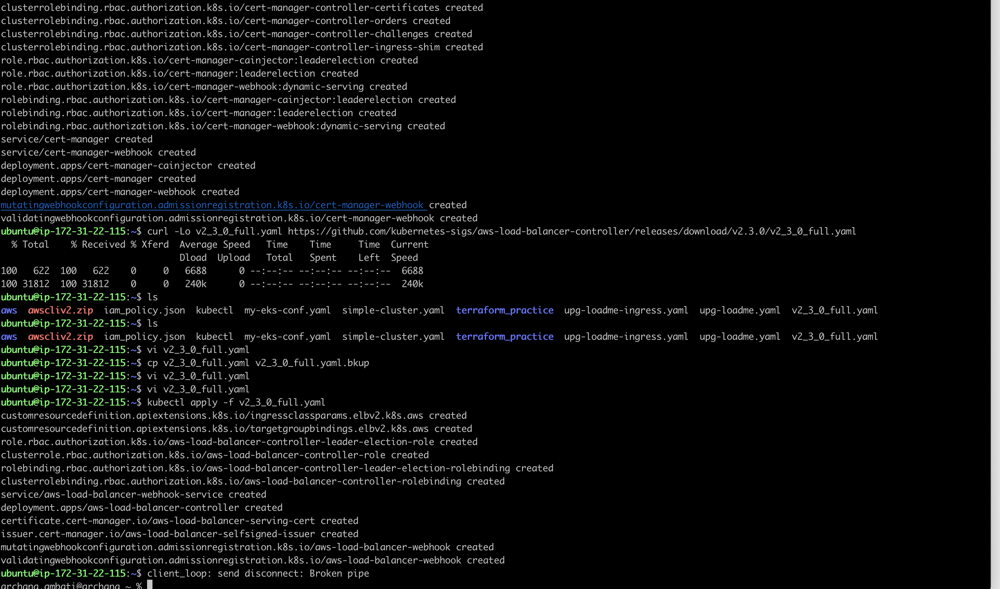 clusterrolebinding.rbac.authorization.k8s.io/cert-manager-controller-certificates created
clusterrolebinding.rbac.authorization.k8s.io/cert-manager-controller-orders created
clusterrolebinding.rbac.authorization.k8s.io/cert-manager-controller-challenges created
clusterrolebinding.rbac.authorization.k8s.io/cert-manager-controller-ingress-shim created
role.rbac.authorization.k8s.io/cert-manager-cainjector:leaderelection created
role.rbac.authorization.k8s.io/cert-manager:leaderelection created
role.rbac.authorization.k8s.io/cert-manager-webhook:dynamic-serving created
rolebinding.rbac.authorization.k8s.io/cert-manager-cainjector:leaderelection created
rolebinding.rbac.authorization.k8s.io/cert-manager:leaderelection created
rolebinding.rbac.authorization.k8s.io/cert-manager-webhook:dynamic-serving created
service/cert-manager created
service/cert-manager-webhook created
deployment.apps/cert-manager-cainjector created
deployment.apps/cert-manager created
deployment.apps/cert-manager-webhook created
mutatingwebhookconfiguration.admissionregistration.k8s.io/cert-manager-webhook created
validatingwebhookconfiguration.admissionregistration.k8s.io/cert-manager-webhook created
ubuntu@ip-172-31-22-115:~$ curl -Lo v2_3_0_full.yaml https://github.com/kubernetes-sigs/aws-load-balancer-controller/releases/download/v2.3.0/v2_3_0_full.yaml
  % Total    % Received % Xferd  Average Speed   Time    Time     Time  Current
                                 Dload  Upload   Total   Spent    Left  Speed
100   622  100   622    0     0   6688      0 --:--:-- --:--:-- --:--:--  6688
100 31812  100 31812    0     0   240k      0 --:--:-- --:--:-- --:--:--  240k
ubuntu@ip-172-31-22-115:~$ ls
aws  awscliv2.zip  iam_policy.json  kubectl  my-eks-conf.yaml  simple-cluster.yaml  terraform_practice  upg-loadme-ingress.yaml  upg-loadme.yaml  v2_3_0_full.yaml
ubuntu@ip-172-31-22-115:~$ ls
aws  awscliv2.zip  iam_policy.json  kubectl  my-eks-conf.yaml  simple-cluster.yaml  terraform_practice  upg-loadme-ingress.yaml  upg-loadme.yaml  v2_3_0_full.yaml
ubuntu@ip-172-31-22-115:~$ vi v2_3_0_full.yaml
ubuntu@ip-172-31-22-115:~$ cp v2_3_0_full.yaml v2_3_0_full.yaml.bkup
ubuntu@ip-172-31-22-115:~$ vi v2_3_0_full.yaml
ubuntu@ip-172-31-22-115:~$ vi v2_3_0_full.yaml
ubuntu@ip-172-31-22-115:~$ kubectl apply -f v2_3_0_full.yaml
customresourcedefinition.apiextensions.k8s.io/ingressclassparams.elbv2.k8s.aws created
customresourcedefinition.apiextensions.k8s.io/targetgroupbindings.elbv2.k8s.aws created
role.rbac.authorization.k8s.io/aws-load-balancer-controller-leader-election-role created
clusterrole.rbac.authorization.k8s.io/aws-load-balancer-controller-role created
rolebinding.rbac.authorization.k8s.io/aws-load-balancer-controller-leader-election-rolebinding created
clusterrolebinding.rbac.authorization.k8s.io/aws-load-balancer-controller-rolebinding created
service/aws-load-balancer-webhook-service created
deployment.apps/aws-load-balancer-controller created
certificate.cert-manager.io/aws-load-balancer-serving-cert created
issuer.cert-manager.io/aws-load-balancer-selfsigned-issuer created
mutatingwebhookconfiguration.admissionregistration.k8s.io/aws-load-balancer-webhook created
validatingwebhookconfiguration.admissionregistration.k8s.io/aws-load-balancer-webhook created
ubuntu@ip-172-31-22-115:~$ client_loop: send disconnect: Broken pipe
archana.ambati@archana ~ %